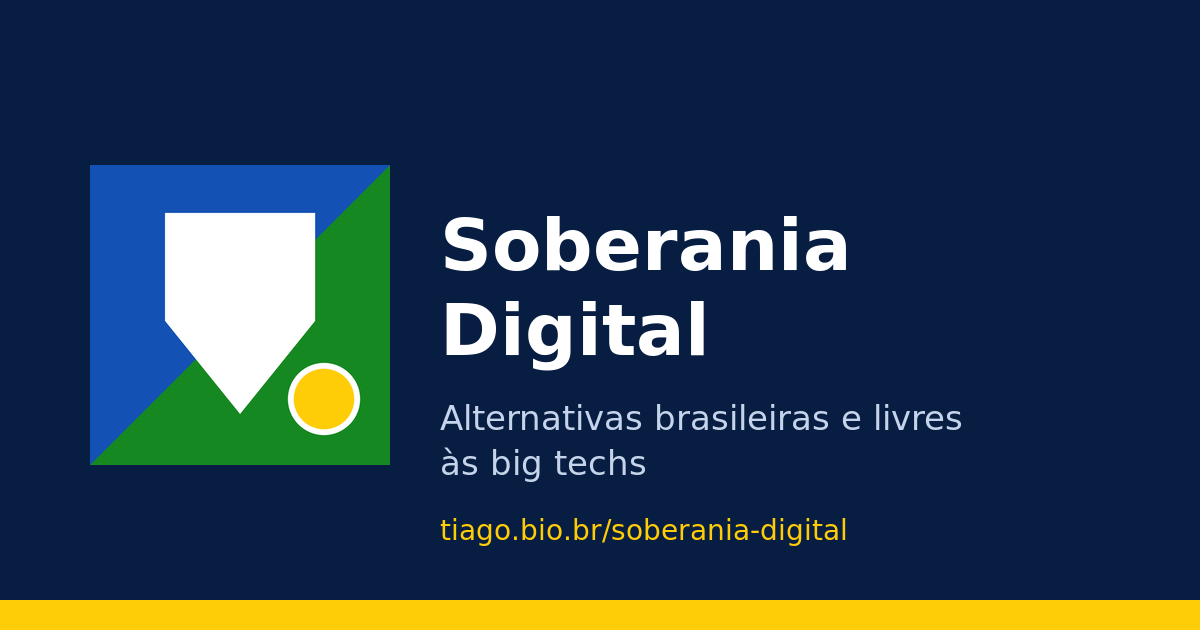 Soberania
Digital
Alternativas brasileiras e livres
às big techs
tiago.bio.br/soberania-digital